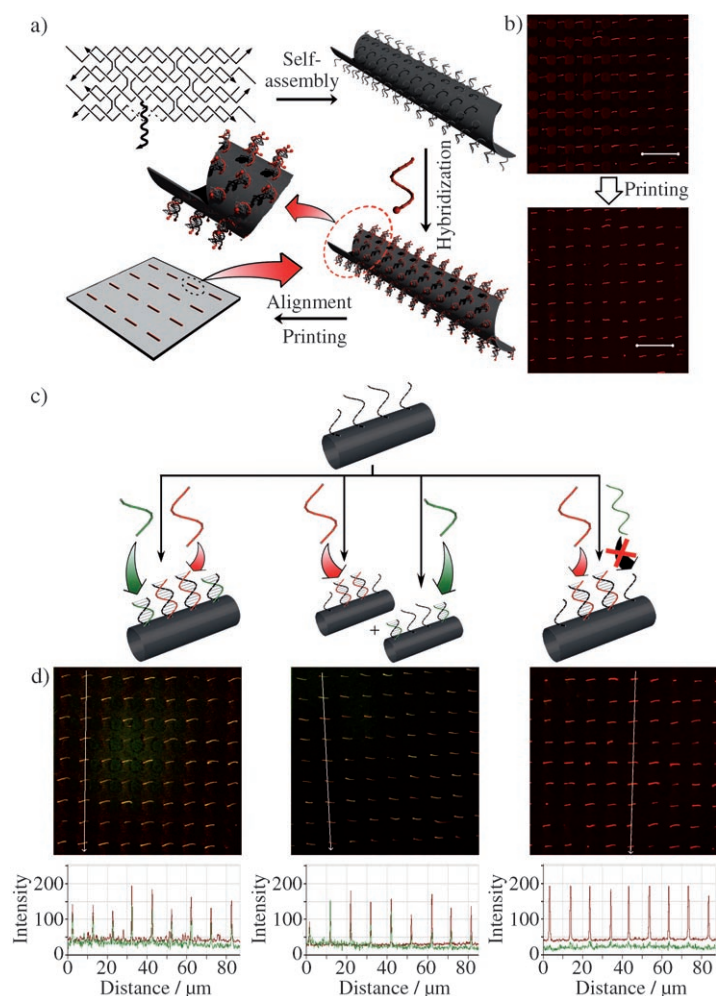 a)
Self-
assembly
Hybridization
Alignment
Printing
b)
Printing
c)
d)
Intensity
200
100
0
0 20 40 60 80
Distance / μm
Intensity
200
100
0
0 20 40 60 80
Distance / μm
Intensity
200
100
0
0 20 40 60 80
Distance / μm